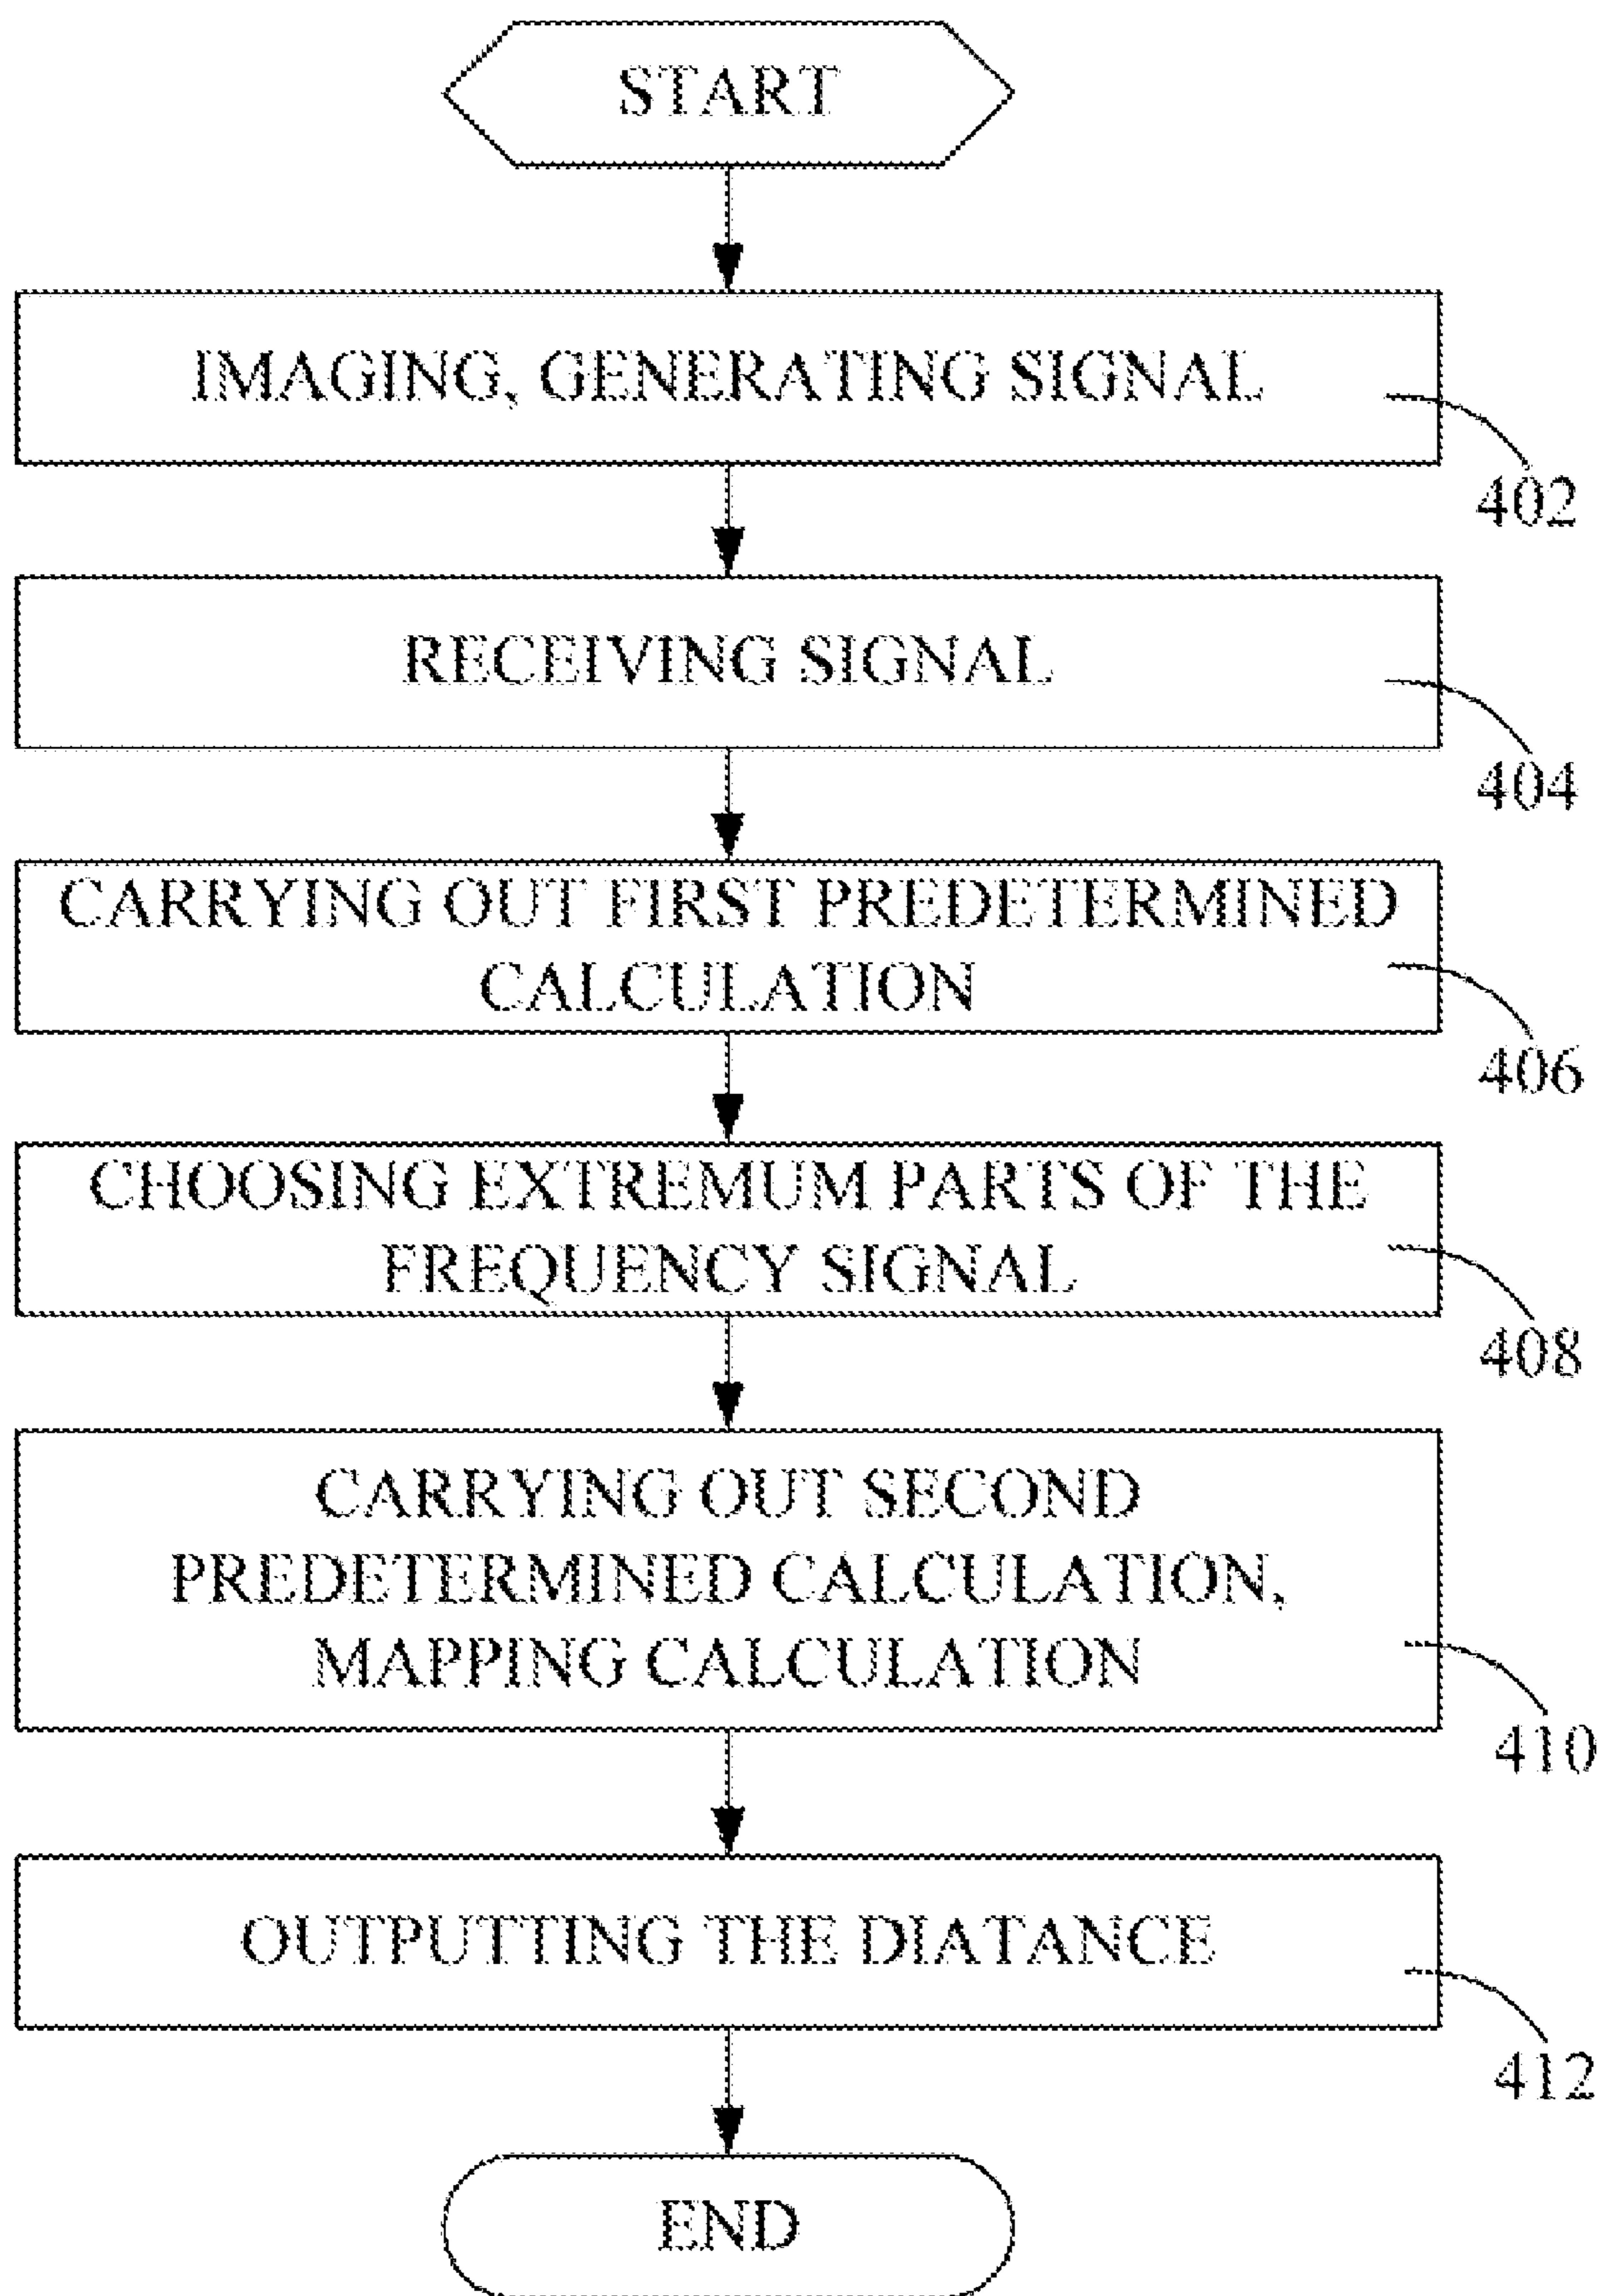 START
IMAGING, GENERATING SIGNAL
402
RECEIVING SIGNAL
404
CARRYING OUT FIRST PREDETERMINED
CALCULATION
406
CHOOSING EXTREMUM PARTS OF THE
FREQUENCY SIGNAL
408
CARRYING OUT SECOND
PREDETERMINED CALCULATION,
MAPPING CALCULATION
410
OUTPUTTING THE DIATANCE
412
END